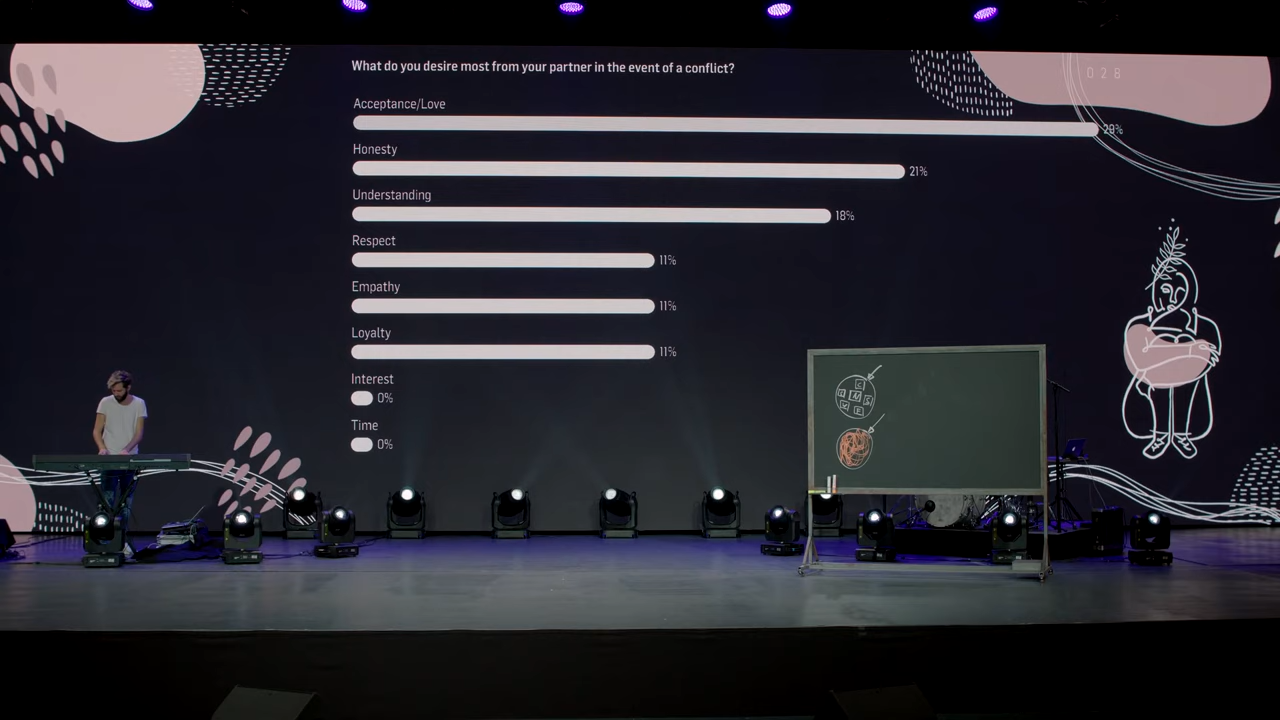 What do you desire most from your partner in the event of a conflict?
028
Acceptance/Love
29%
Honesty
21%
Understanding
18%
Respect
11%
Empathy
11%
Loyalty
11%
Interest
0%
Time
0%